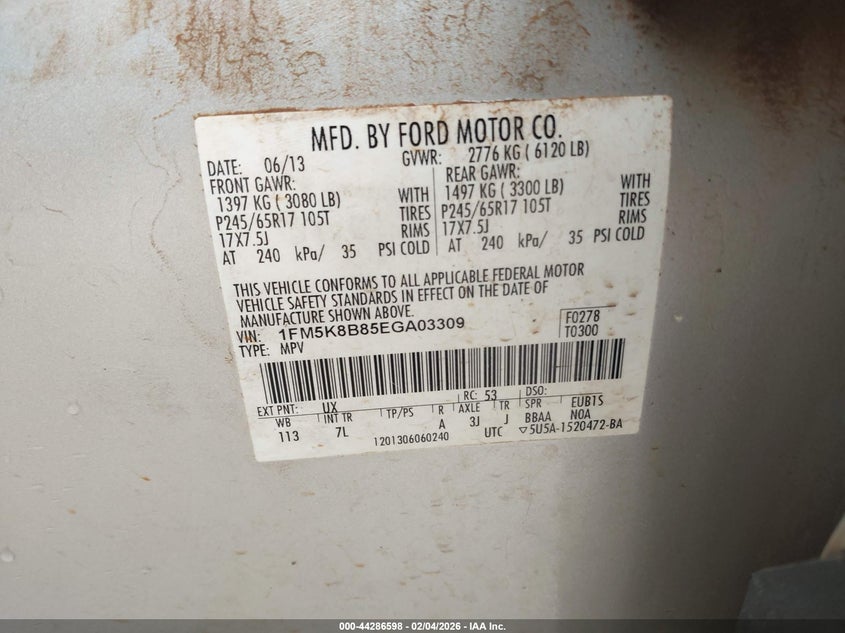 MFD. BY FORD MOTOR CO.
DATE: 06/13 GVWR: 2776 KG ( 6120 LB)
FRONT GAWR: REAR GAWR:
1397 KG ( 3080 LB) WITH 1497 KG ( 3300 LB) WITH
P245/65R17 105T TIRES P245/65R17 105T TIRES
17X7.5J RIMS 17X7.5J RIMS
AT 240 kPa/ 35 PSI COLD AT 240 kPa/ 35 PSI COLD
THIS VEHICLE CONFORMS TO ALL APPLICABLE FEDERAL MOTOR
VEHICLE SAFETY STANDARDS IN EFFECT ON THE DATE OF
MANUFACTURE SHOWN ABOVE.
VIN: 1FM5K8B85EGA03309 F0278
TYPE: MPV T0300
EXT PNT: UX RC: 53 DSO:
WB INT TR TP/PS R AXLE TR SPR EUB1S
113 7L A 3J J BBAA NOA
1201306060240 UTC ▽5U5A-1520472-BA
000-44286598 - 02/04/2026 - IAA Inc.